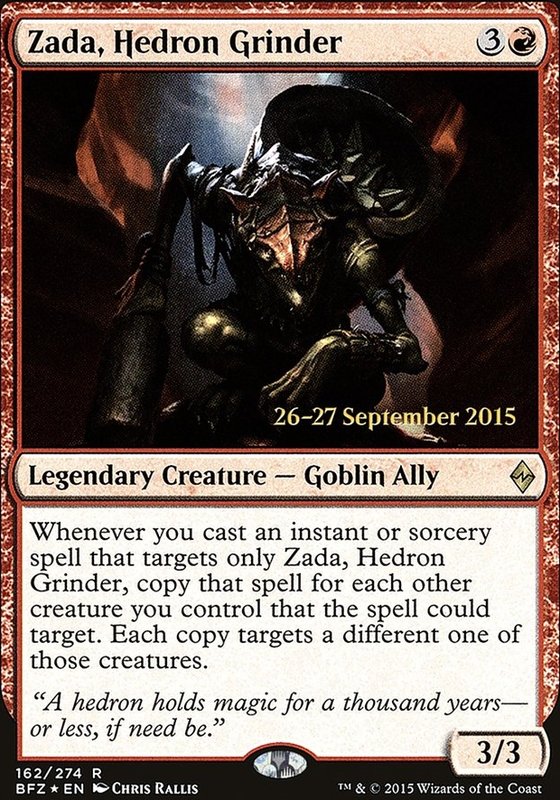 Zada, Hedron Grinder 3
26–27 September 2015
Legendary Creature — Goblin Ally
Whenever you cast an instant or sorcery
spell that targets only Zada, Hedron
Grinder, copy that spell for each other
creature you control that the spell could
target. Each copy targets a different one of
those creatures.
“A hedron holds magic for a thousand years—
or less, if need be.”
3/3
162/274 R
BFZ ★ EN Chris Rallis
™ & © 2015 Wizards of the Coast